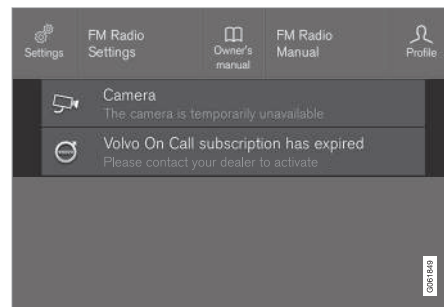 Settings
FM Radio
Settings
Owner's
manual
FM Radio
Manual
Profile
Camera
The camera is temporarily unavailable
Volvo On Call subscription has expired
Please contact your dealer to activate
G061849